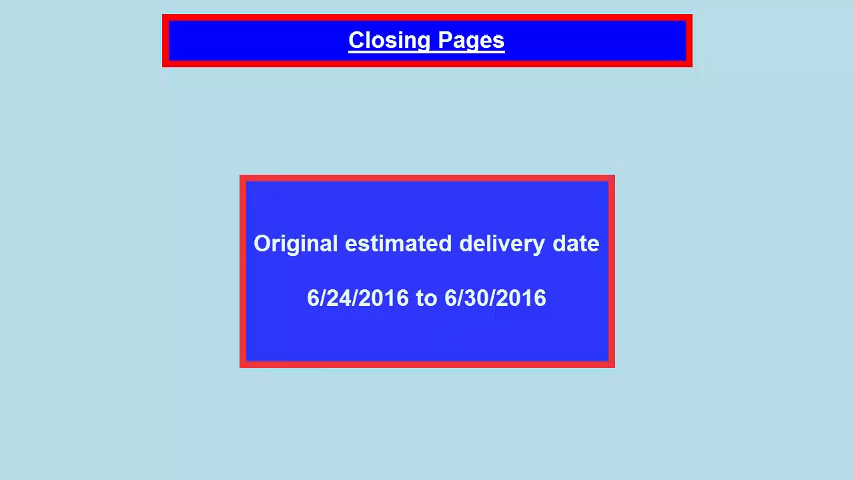 Closing Pages
Original estimated delivery date
6/24/2016 to 6/30/2016